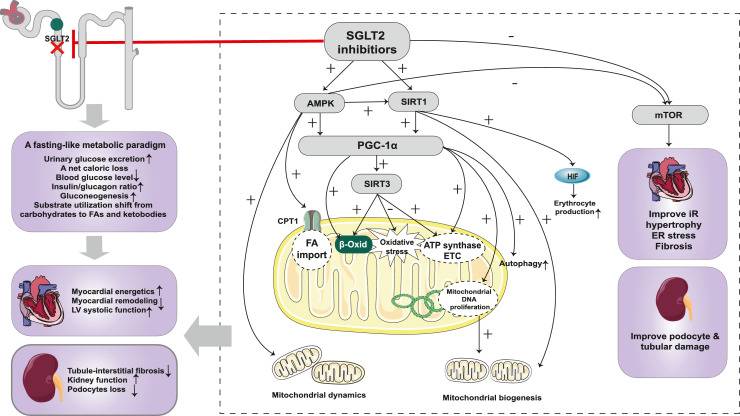 SGLT2
SGLT2
inhibitiors
−
+
+
−
AMPK
+
SIRT1
+
+
+
+
mTOR
PGC-1α
+
+
+
+
+
SIRT3
HIF
+
−
+
Erythrocyte
production↑
CPT1
FA
import
β-Oxid
Oxidative
stress
ATP synthase
ETC
Autophagy↑
Mitochondrial
DNA
proliferation
+
+
Mitochondrial dynamics
Mitochondrial biogenesis
A fasting-like metabolic paradigm
Urinary glucose excretion↑
A net caloric loss
Blood glucose level↓
Insulin/glucagon ratio↑
Gluconeogenesis↑
Substrate utilization shift from
carbohydrates to FAs and ketobodies
Myocardial energetics↑
Myocardial remodeling↓
LV systolic function↑
Tubule-interstitial fibrosis↓
Kidney function↑
Podocytes loss↓
Improve iR
hypertrophy
ER stress
Fibrosis
Improve podocyte &
tubular damage